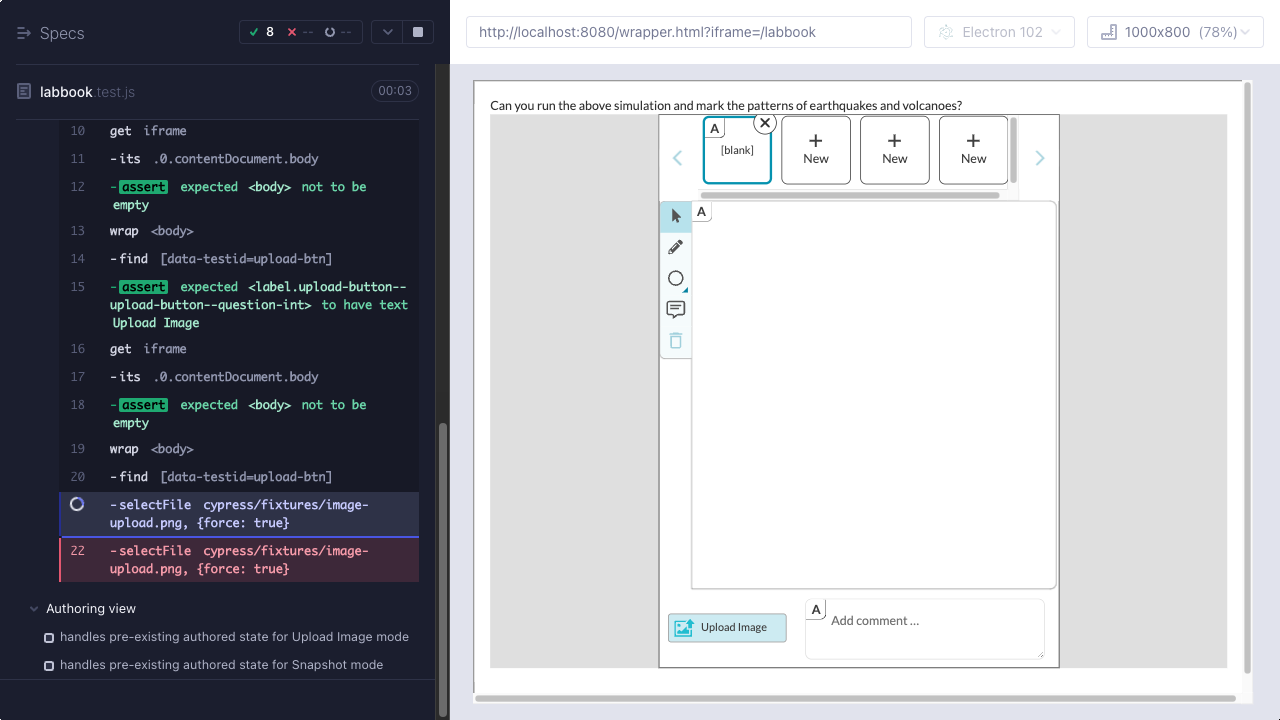 Specs
8
--
--
http://localhost:8080/wrapper.html?iframe=/labbook
Electron 102
1000x800 (78%)
labbook.test.js
00:03
10 get iframe
11 -its .0.contentDocument.body
12 -assert expected <body> not to be
empty
13 wrap <body>
14 -find [data-testid=upload-btn]
15 -assert expected <label.upload-button--
upload-button--question-int> to have text
Upload Image
16 get iframe
17 -its .0.contentDocument.body
18 -assert expected <body> not to be
empty
19 wrap <body>
20 -find [data-testid=upload-btn]
-selectFile cypress/fixtures/image-
upload.png, {force: true}
22 -selectFile cypress/fixtures/image-
upload.png, {force: true}
Authoring view
handles pre-existing authored state for Upload Image mode
handles pre-existing authored state for Snapshot mode
Can you run the above simulation and mark the patterns of earthquakes and volcanoes?
A
[blank]
+
New
+
New
+
New
A
Upload Image
A
Add comment ...